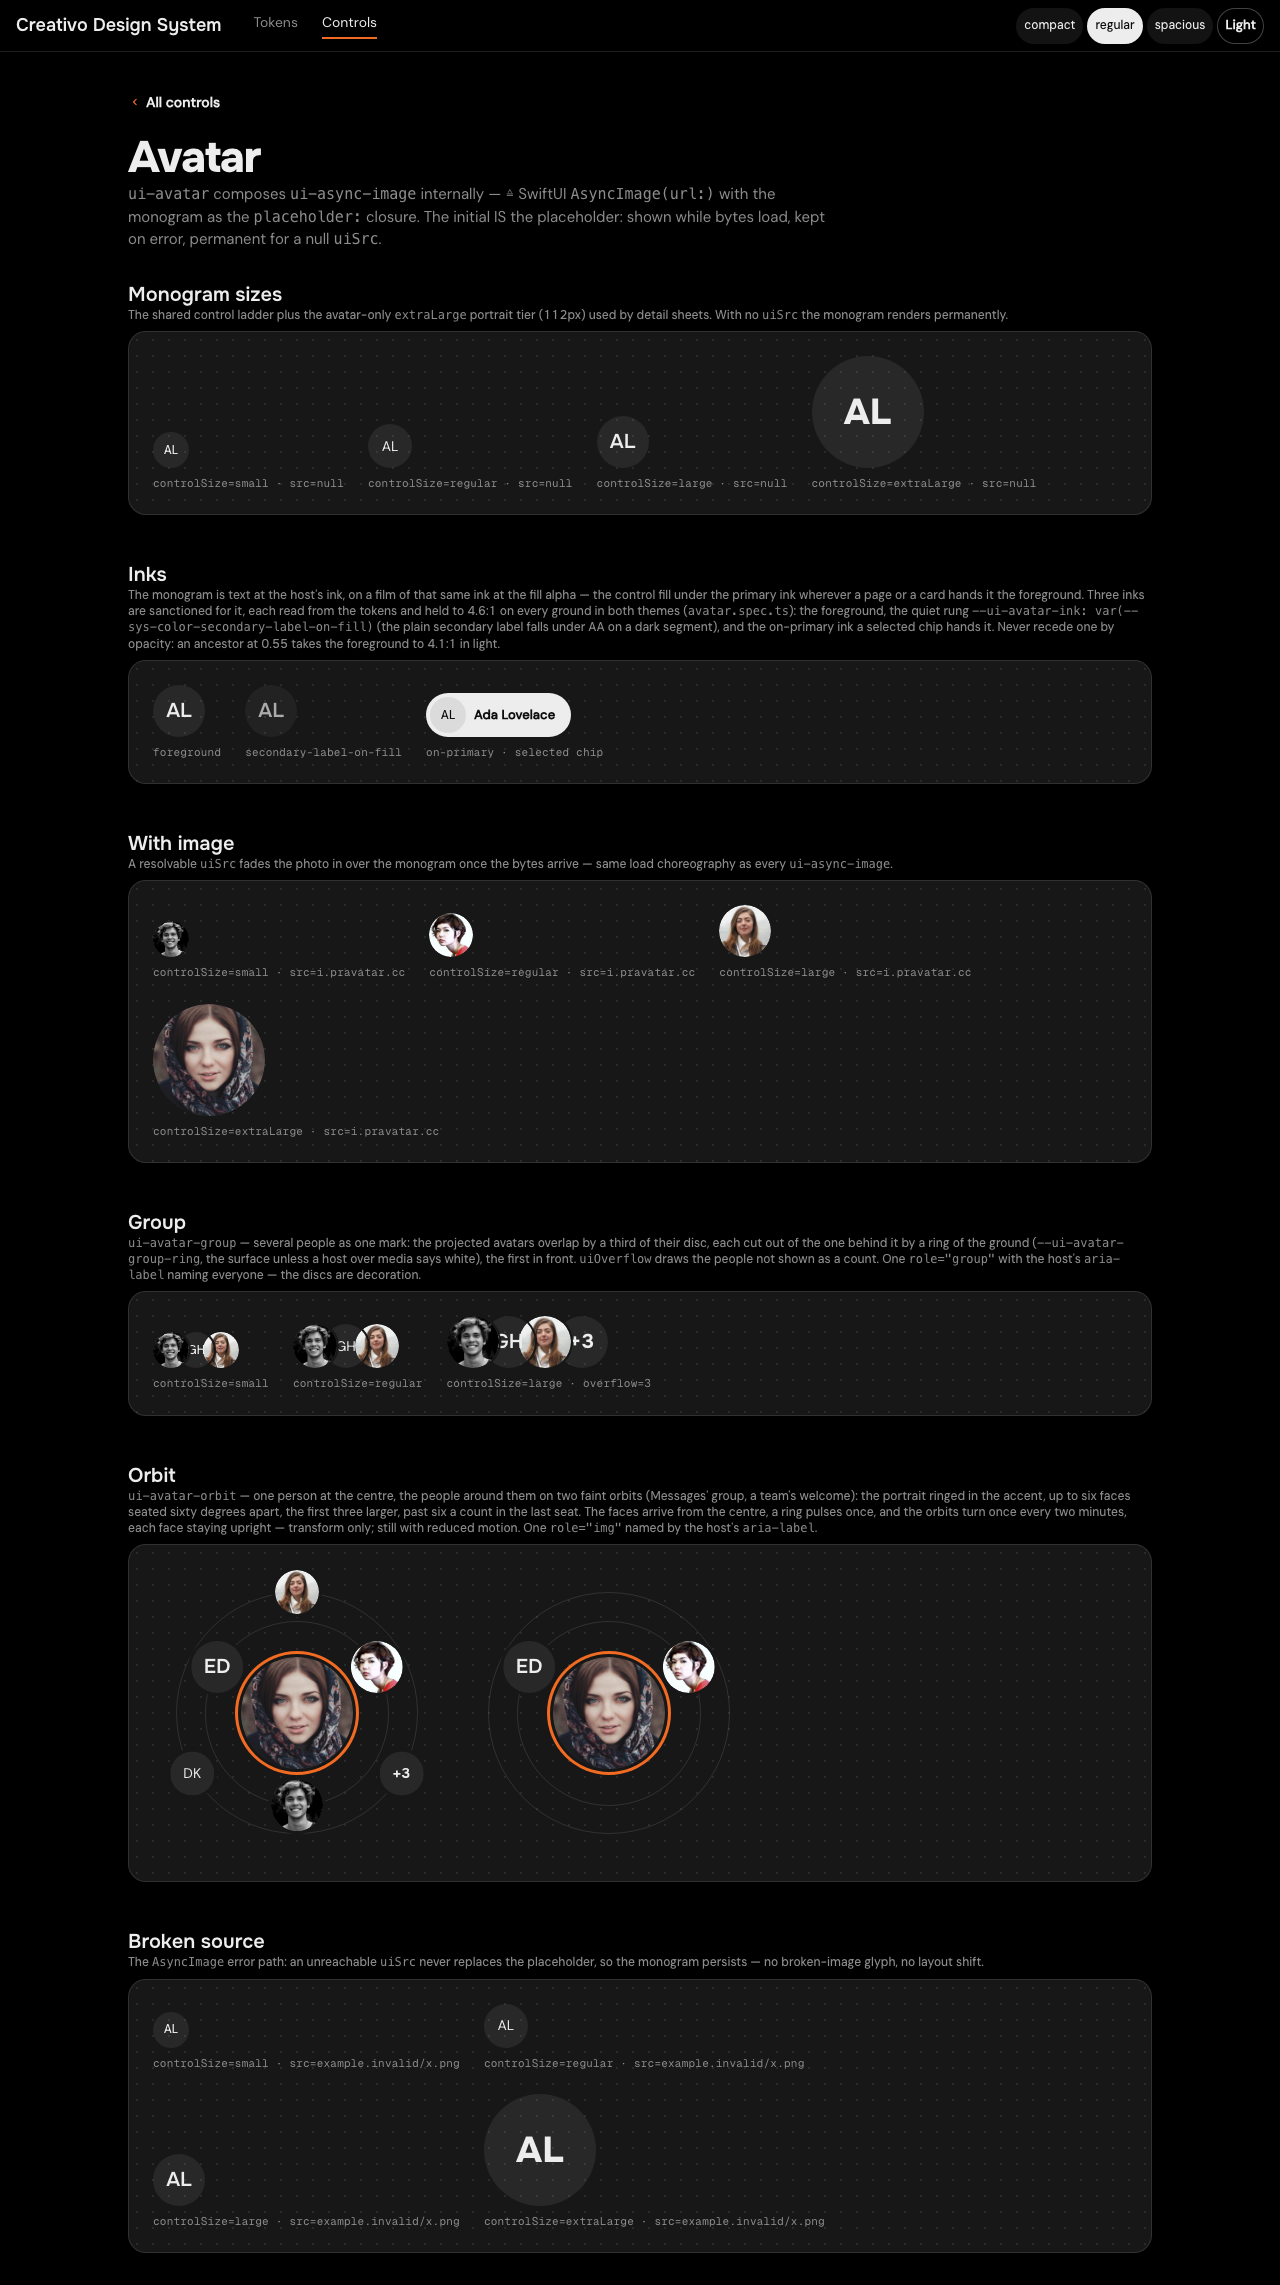 Creativo Design System Tokens Controls compact regular spacious Light
‹ All controls
Avatar
ui-avatar composes ui-async-image internally — ≙ SwiftUI AsyncImage(url:) with the
monogram as the placeholder: closure. The initial IS the placeholder: shown while bytes load, kept
on error, permanent for a null uiSrc.
Monogram sizes
The shared control ladder plus the avatar-only extraLarge portrait tier (112px) used by detail sheets. With no uiSrc the monogram renders permanently.
AL AL AL AL
controlSize=small · src=null controlSize=regular · src=null controlSize=large · src=null controlSize=extraLarge · src=null
Inks
The monogram is text at the host's ink, on a film of that same ink at the fill alpha — the control fill under the primary ink wherever a page or a card hands it the foreground. Three inks
are sanctioned for it, each read from the tokens and held to 4.6:1 on every ground in both themes (avatar.spec.ts): the foreground, the quiet rung --ui-avatar-ink: var(--
sys-color-secondary-label-on-fill) (the plain secondary label falls under AA on a dark segment), and the on-primary ink a selected chip hands it. Never recede one by
opacity: an ancestor at 0.55 takes the foreground to 4.1:1 in light.
AL AL AL Ada Lovelace
foreground secondary-label-on-fill on-primary · selected chip
With image
A resolvable uiSrc fades the photo in over the monogram once the bytes arrive — same load choreography as every ui-async-image.
controlSize=small · src=i.pravatar.cc controlSize=regular · src=i.pravatar.cc controlSize=large · src=i.pravatar.cc
controlSize=extraLarge · src=i.pravatar.cc
Group
ui-avatar-group — several people as one mark: the projected avatars overlap by a third of their disc, each cut out of the one behind it by a ring of the ground (--ui-avatar-
group-ring, the surface unless a host over media says white), the first in front. uiOverflow draws the people not shown as a count. One role="group" with the host's aria-
label naming everyone — the discs are decoration.
GH GH GH +3
controlSize=small controlSize=regular controlSize=large · overflow=3
Orbit
ui-avatar-orbit — one person at the centre, the people around them on two faint orbits (Messages' group, a team's welcome): the portrait ringed in the accent, up to six faces
seated sixty degrees apart, the first three larger, past six a count in the last seat. The faces arrive from the centre, a ring pulses once, and the orbits turn once every two minutes,
each face staying upright — transform only; still with reduced motion. One role="img" named by the host's aria-label.
ED ED
DK +3
Broken source
The AsyncImage error path: an unreachable uiSrc never replaces the placeholder, so the monogram persists — no broken-image glyph, no layout shift.
AL AL
controlSize=small · src=example.invalid/x.png controlSize=regular · src=example.invalid/x.png
AL AL
controlSize=large · src=example.invalid/x.png controlSize=extraLarge · src=example.invalid/x.png